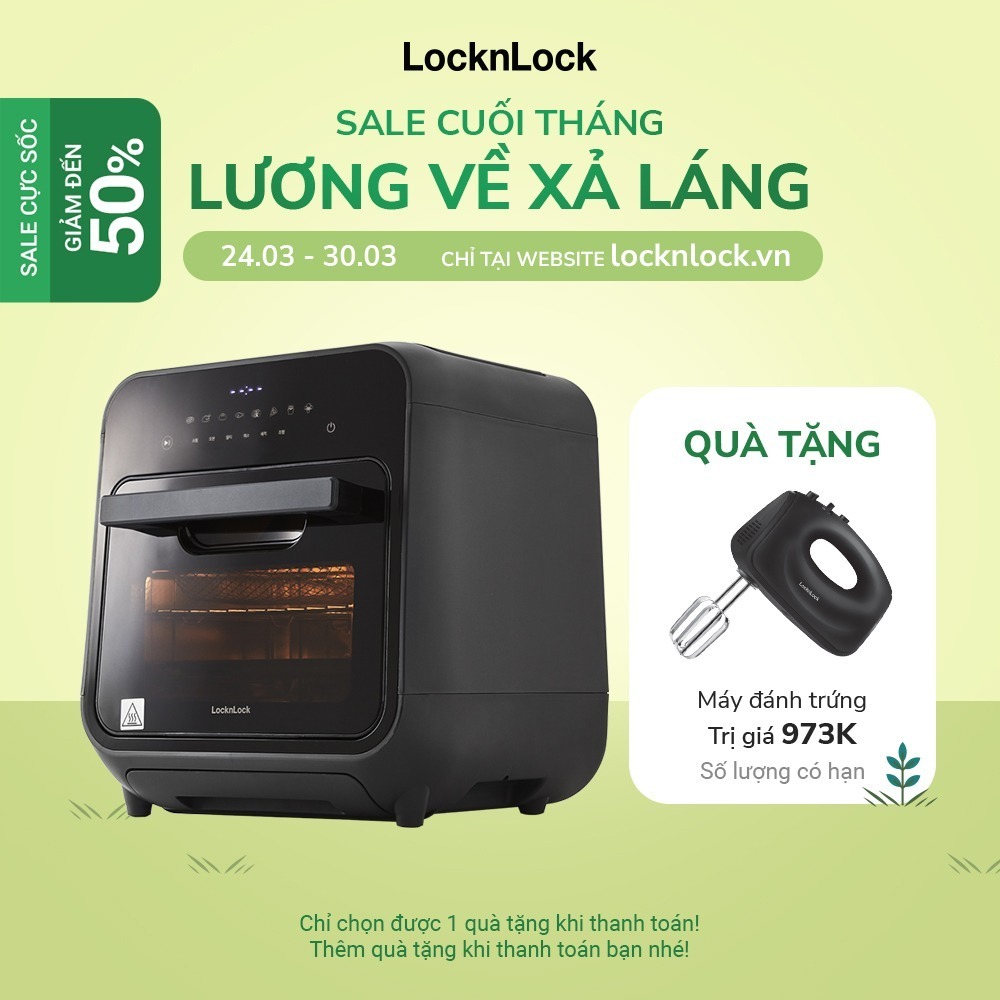 LocknLock
SALE CUỐI THÁNG
LƯƠNG VỀ XẢ LÁNG
24.03 - 30.03 CHỈ TẠI WEBSITE locknlock.vn
SALE CỰC SỐC
GIẢM ĐẾN
50%
LocknLock
QUÀ TẶNG
LocknLock
Máy đánh trứng
Trị giá 973K
Số lượng có hạn
Chỉ chọn được 1 quà tặng khi thanh toán!
Thêm quà tặng khi thanh toán bạn nhé!